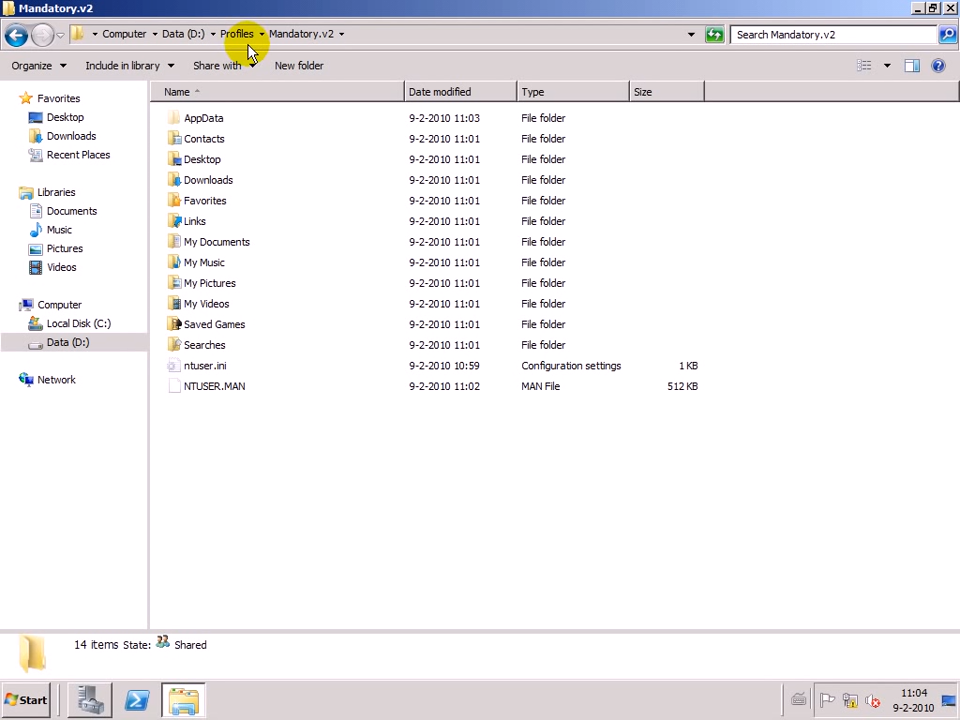 Mandatory.v2
Computer Data (D:) Profiles Mandatory.v2
Search Mandatory.v2
Organize Include in library Share with New folder
Name Date modified Type Size
Favorites
Desktop
Downloads
Recent Places
Libraries
Documents
Music
Pictures
Videos
Computer
Local Disk (C:)
Data (D:)
Network
AppData 9-2-2010 11:03 File folder
Contacts 9-2-2010 11:01 File folder
Desktop 9-2-2010 11:01 File folder
Downloads 9-2-2010 11:01 File folder
Favorites 9-2-2010 11:01 File folder
Links 9-2-2010 11:01 File folder
My Documents 9-2-2010 11:01 File folder
My Music 9-2-2010 11:01 File folder
My Pictures 9-2-2010 11:01 File folder
My Videos 9-2-2010 11:01 File folder
Saved Games 9-2-2010 11:01 File folder
Searches 9-2-2010 11:01 File folder
ntuser.ini 9-2-2010 10:59 Configuration settings 1 KB
NTUSER.MAN 9-2-2010 11:02 MAN File 512 KB
14 items State: Shared
Start
11:04
9-2-2010